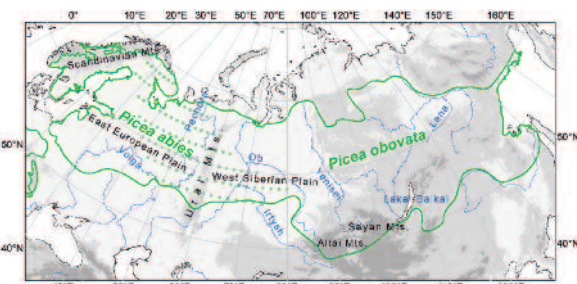 0° 10°E 20°E 30°E 50°E 70°E 100°E 120°E 140°E 150°E 160°E
Scandinavian Mts.
Pechora
Picea abies
East European Plain
Volga
Ural Mts.
Ob
West Siberian Plain
Irtysh
Yenisei
Picea obovata
Lena
Lake Baikal
Sayan Mts.
Altai Mts.
50°N
40°N
50°N
40°N